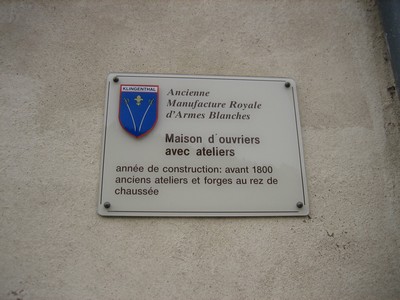 KLINGENTHAL
Ancienne
Manufacture Royale
d'Armes Blanches
Maison d'ouvriers
avec ateliers
année de construction: avant 1800
anciens ateliers et forges au rez de
chaussée